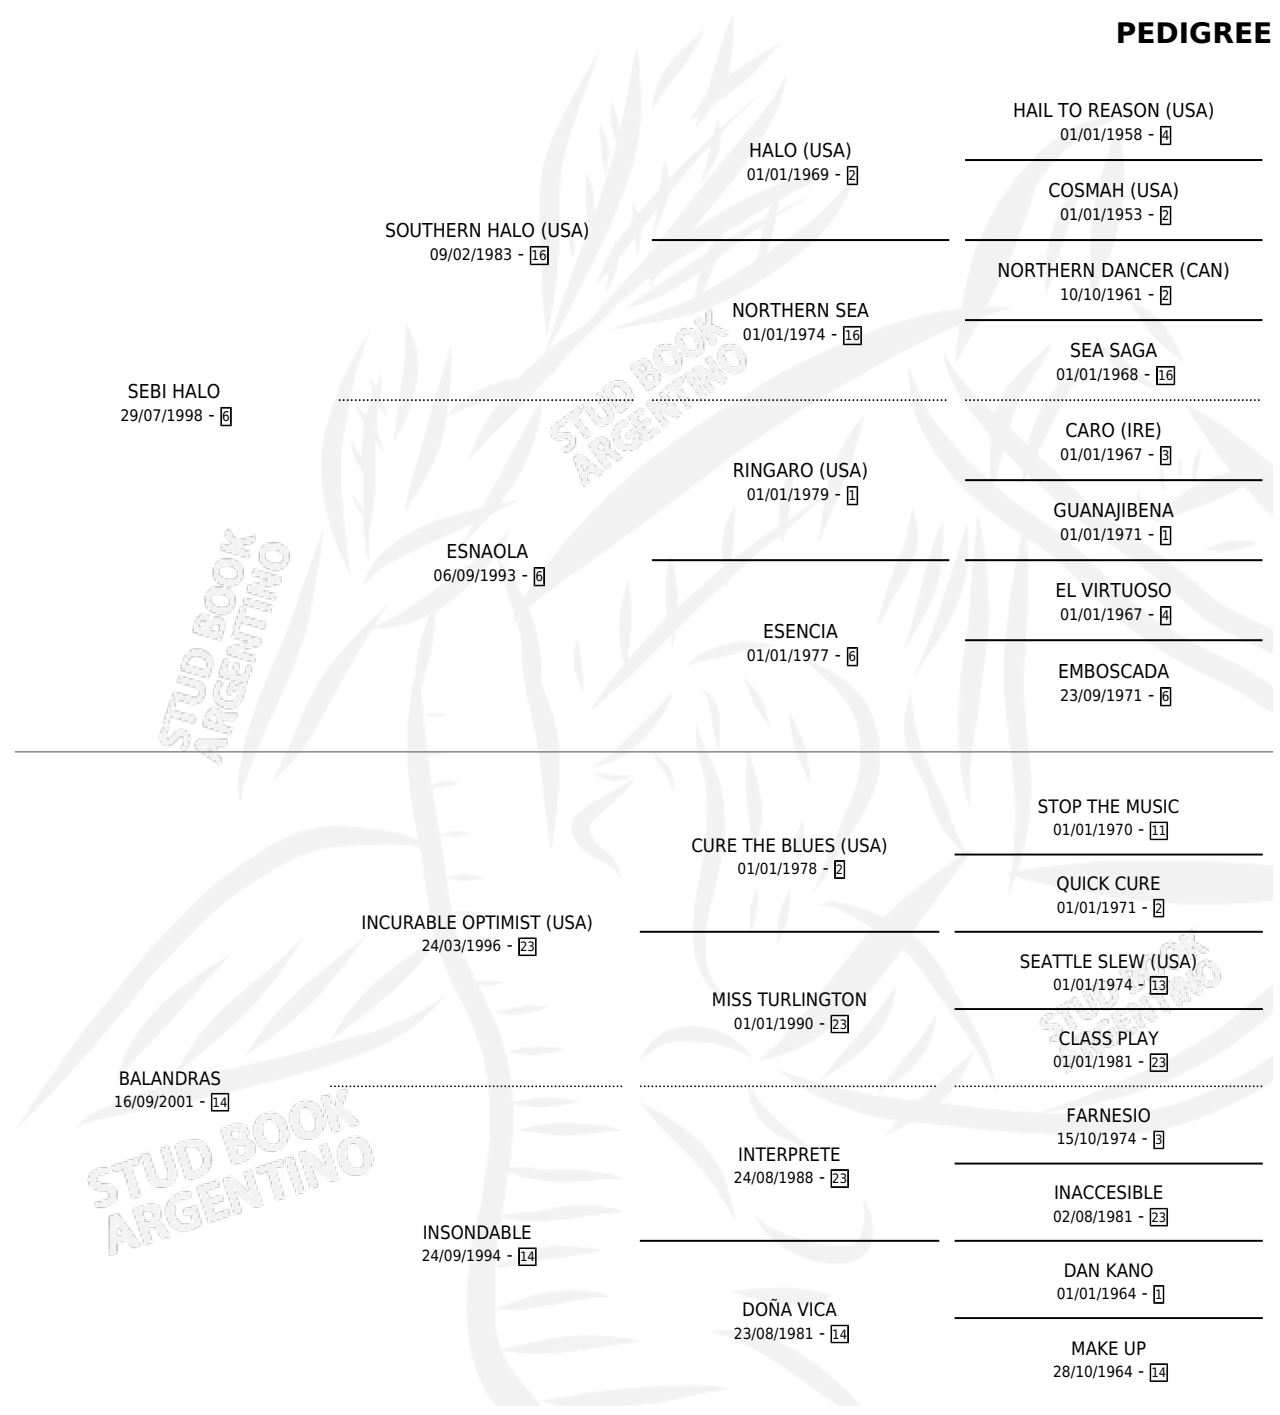 PEDIGREE
HAIL TO REASON (USA)
01/01/1958 - 4
HALO (USA)
01/01/1969 - 2
COSMAH (USA)
01/01/1953 - 2
SOUTHERN HALO (USA)
09/02/1983 - 16
NORTHERN DANCER (CAN)
10/10/1961 - 2
NORTHERN SEA
01/01/1974 - 16
SEA SAGA
01/01/1968 - 16
SEBI HALO
29/07/1998 - 6
CARO (IRE)
01/01/1967 - 3
RINGARO (USA)
01/01/1979 - 1
GUANAJIBENA
01/01/1971 - 1
ESNAOLA
06/09/1993 - 6
EL VIRTUOSO
01/01/1967 - 4
ESENCIA
01/01/1977 - 6
EMBOSCADA
23/09/1971 - 6
STUD BOOK
ARGENTINO
STUD BOOK
ARGENTINO
STOP THE MUSIC
01/01/1970 - 11
CURE THE BLUES (USA)
01/01/1978 - 2
QUICK CURE
01/01/1971 - 2
INCURABLE OPTIMIST (USA)
24/03/1996 - 23
SEATTLE SLEW (USA)
01/01/1974 - 13
MISS TURLINGTON
01/01/1990 - 23
CLASS PLAY
01/01/1981 - 23
BALANDRAS
16/09/2001 - 14
FARNESIO
15/10/1974 - 3
INTERPRETE
24/08/1988 - 23
INACCESIBLE
02/08/1981 - 23
INSONDABLE
24/09/1994 - 14
DAN KANO
01/01/1964 - 1
DOÑA VICA
23/08/1981 - 14
MAKE UP
28/10/1964 - 14
STUD BOOK
ARGENTINO
STUD BOOK
ARGENTINO